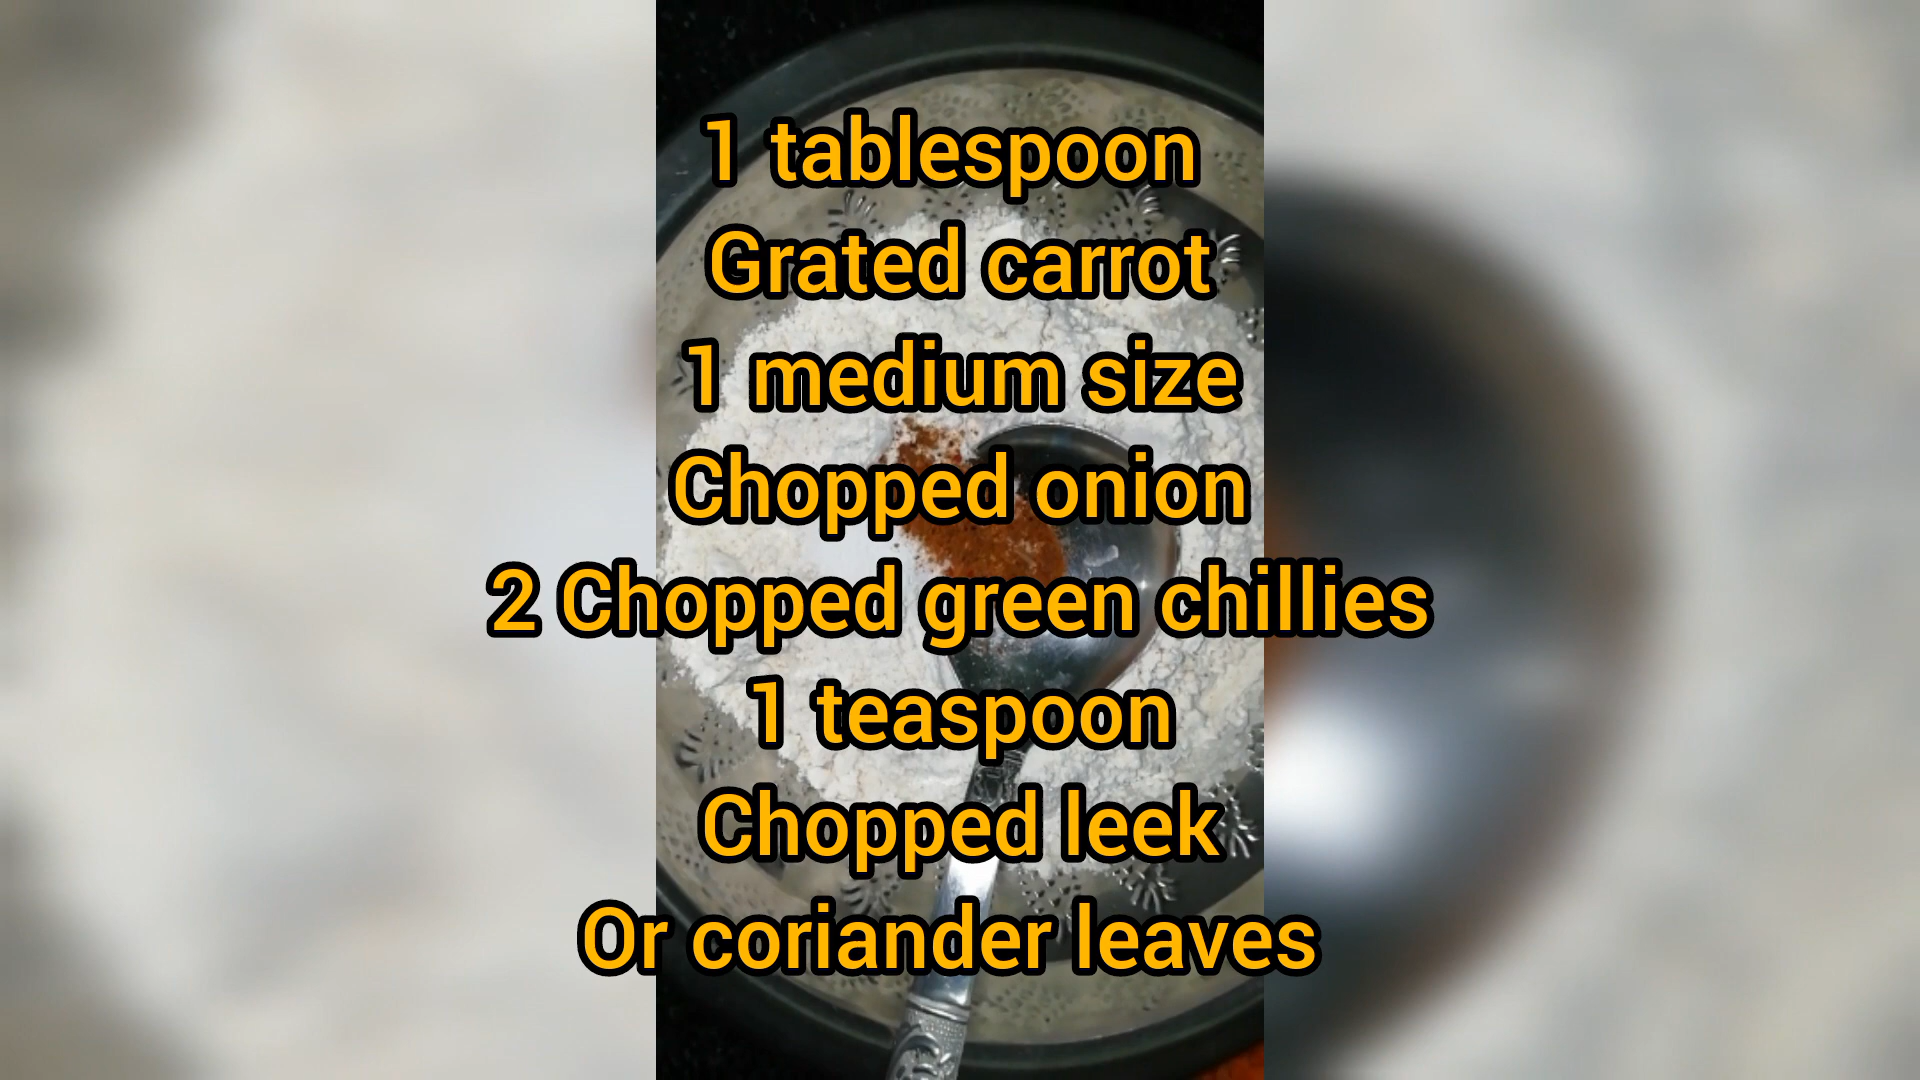 1 tablespoon
Grated carrot
1 medium size
Chopped onion
2 Chopped green chillies
1 teaspoon
Chopped leek
Or coriander leaves